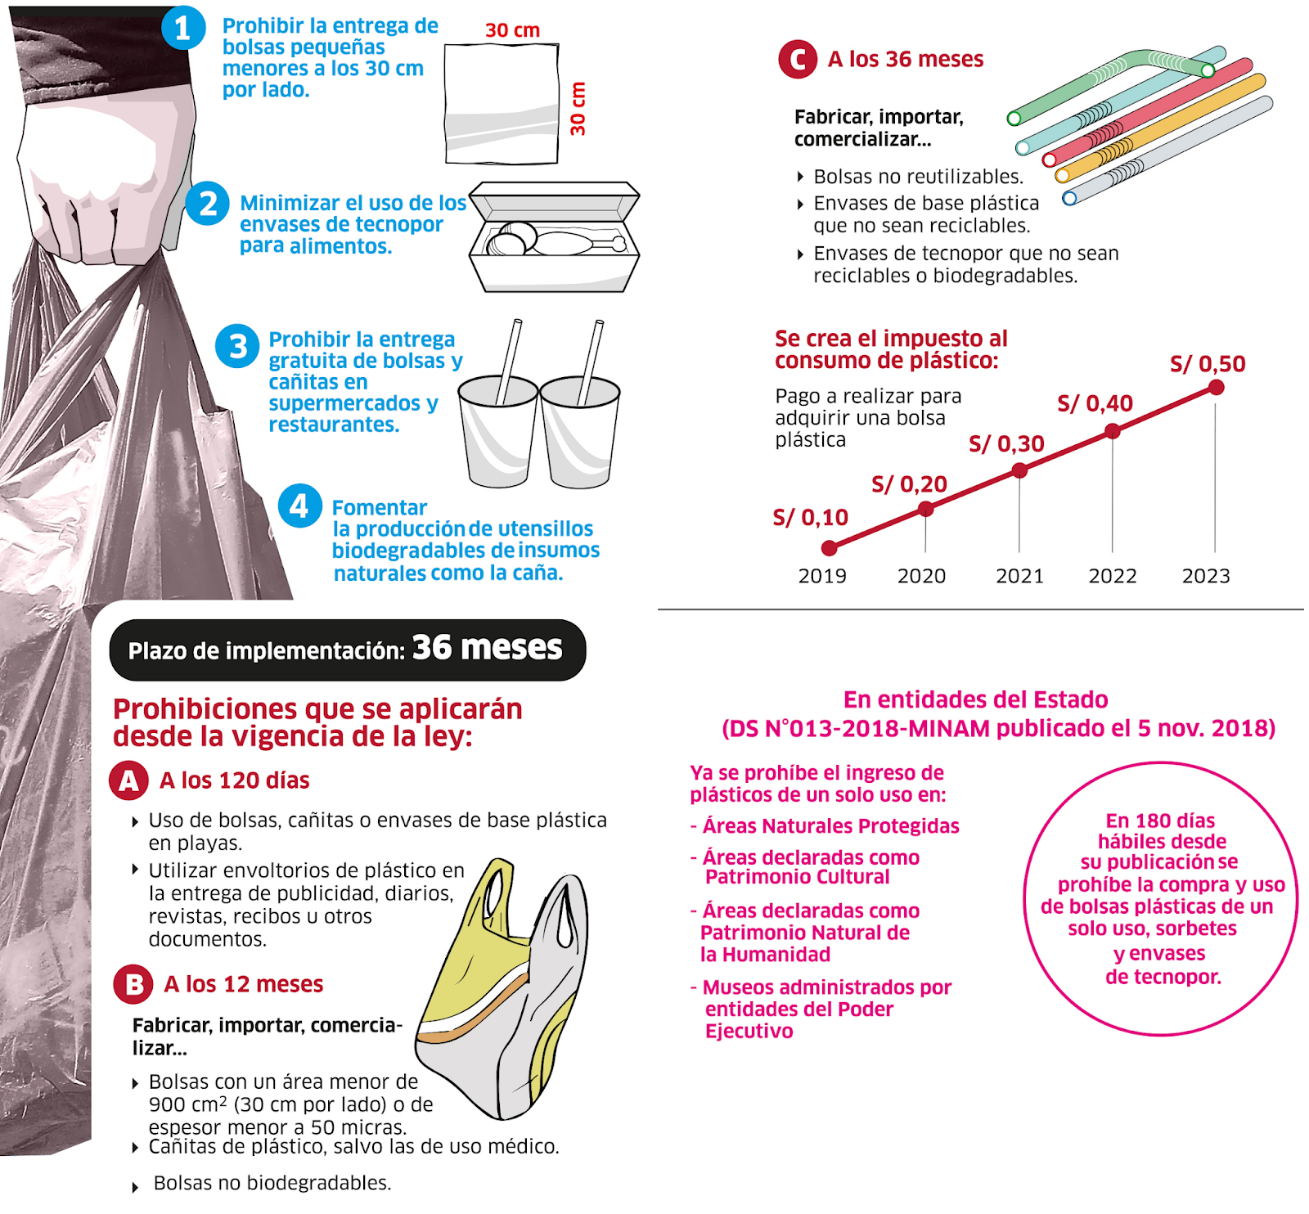 1
Prohibir la entrega de
bolsas pequeñas
menores a los 30 cm
por lado.
30 cm
30 cm
2
Minimizar el uso de los
envases de tecnopor
para alimentos.
3
Prohibir la entrega
gratuita de bolsas y
cañitas en
supermercados y
restaurantes.
4
Fomentar
la producción de utensillos
biodegradables de insumos
naturales como la caña.
Plazo de implementación: 36 meses
Prohibiciones que se aplicarán
desde la vigencia de la ley:
A A los 120 días
Uso de bolsas, cañitas o envases de base plástica
en playas.
Utilizar envoltorios de plástico en
la entrega de publicidad, diarios,
revistas, recibos u otros
documentos.
B A los 12 meses
Fabricar, importar, comercia-
lizar...
Bolsas con un área menor de
900 cm² (30 cm por lado) o de
espesor menor a 50 micras.
Cañitas de plástico, salvo las de uso médico.
Bolsas no biodegradables.
C A los 36 meses
Fabricar, importar,
comercializar...
Bolsas no reutilizables.
Envases de base plástica
que no sean reciclables.
Envases de tecnopor que no sean
reciclables o biodegradables.
Se crea el impuesto al
consumo de plástico:
Pago a realizar para
adquirir una bolsa
plástica
S/ 0,10
S/ 0,20
S/ 0,30
S/ 0,40
S/ 0,50
2019 2020 2021 2022 2023
En entidades del Estado
(DS N°013-2018-MINAM publicado el 5 nov. 2018)
Ya se prohíbe el ingreso de
plásticos de un solo uso en:
- Áreas Naturales Protegidas
- Áreas declaradas como
Patrimonio Cultural
- Áreas declaradas como
Patrimonio Natural de
la Humanidad
- Museos administrados por
entidades del Poder
Ejecutivo
En 180 días
hábiles desde
su publicación se
prohíbe la compra y uso
de bolsas plásticas de un
solo uso, sorbetes
y envases
de tecnopor.